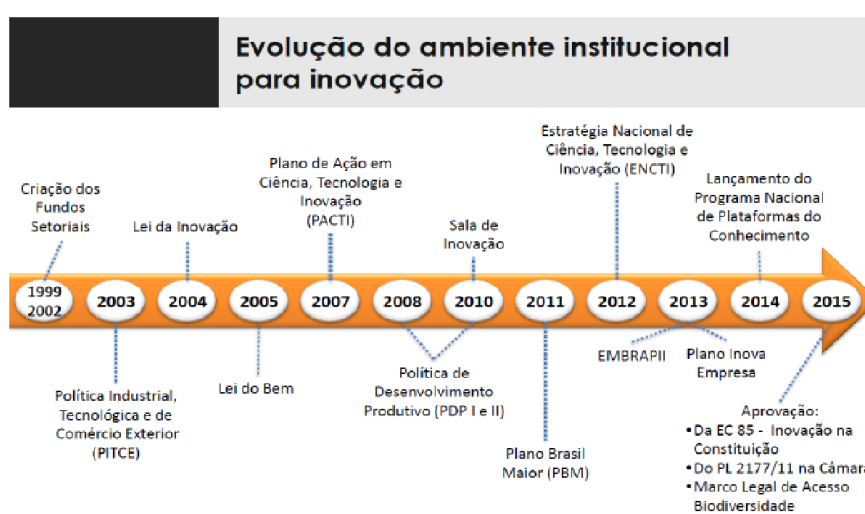 Evolução do ambiente institucional
para inovação
Criação dos
Fundos
Setoriais
Lei da Inovação
Plano de Ação em
Ciência, Tecnologia e
Inovação
(PACTI)
Sala de
Inovação
Estratégia Nacional de
Ciência, Tecnologia e
Inovação (ENCTI)
Lançamento do
Programa Nacional
de Plataformas do
Conhecimento
1999
2002
2003
2004
2005
2007
2008
2010
2011
2012
2013
2014
2015
Política Industrial,
Tecnológica e de
Comércio Exterior
(PITCE)
Lei do Bem
Política de
Desenvolvimento
Produtivo (PDP I e II)
Plano Brasil
Maior (PBM)
EMBRAPII
Plano Inova
Empresa
Aprovação:
•Da EC 85 - Inovação na
Constituição
•Do PL 2177/11 na Câmara
•Marco Legal de Acesso
Biodiversidade